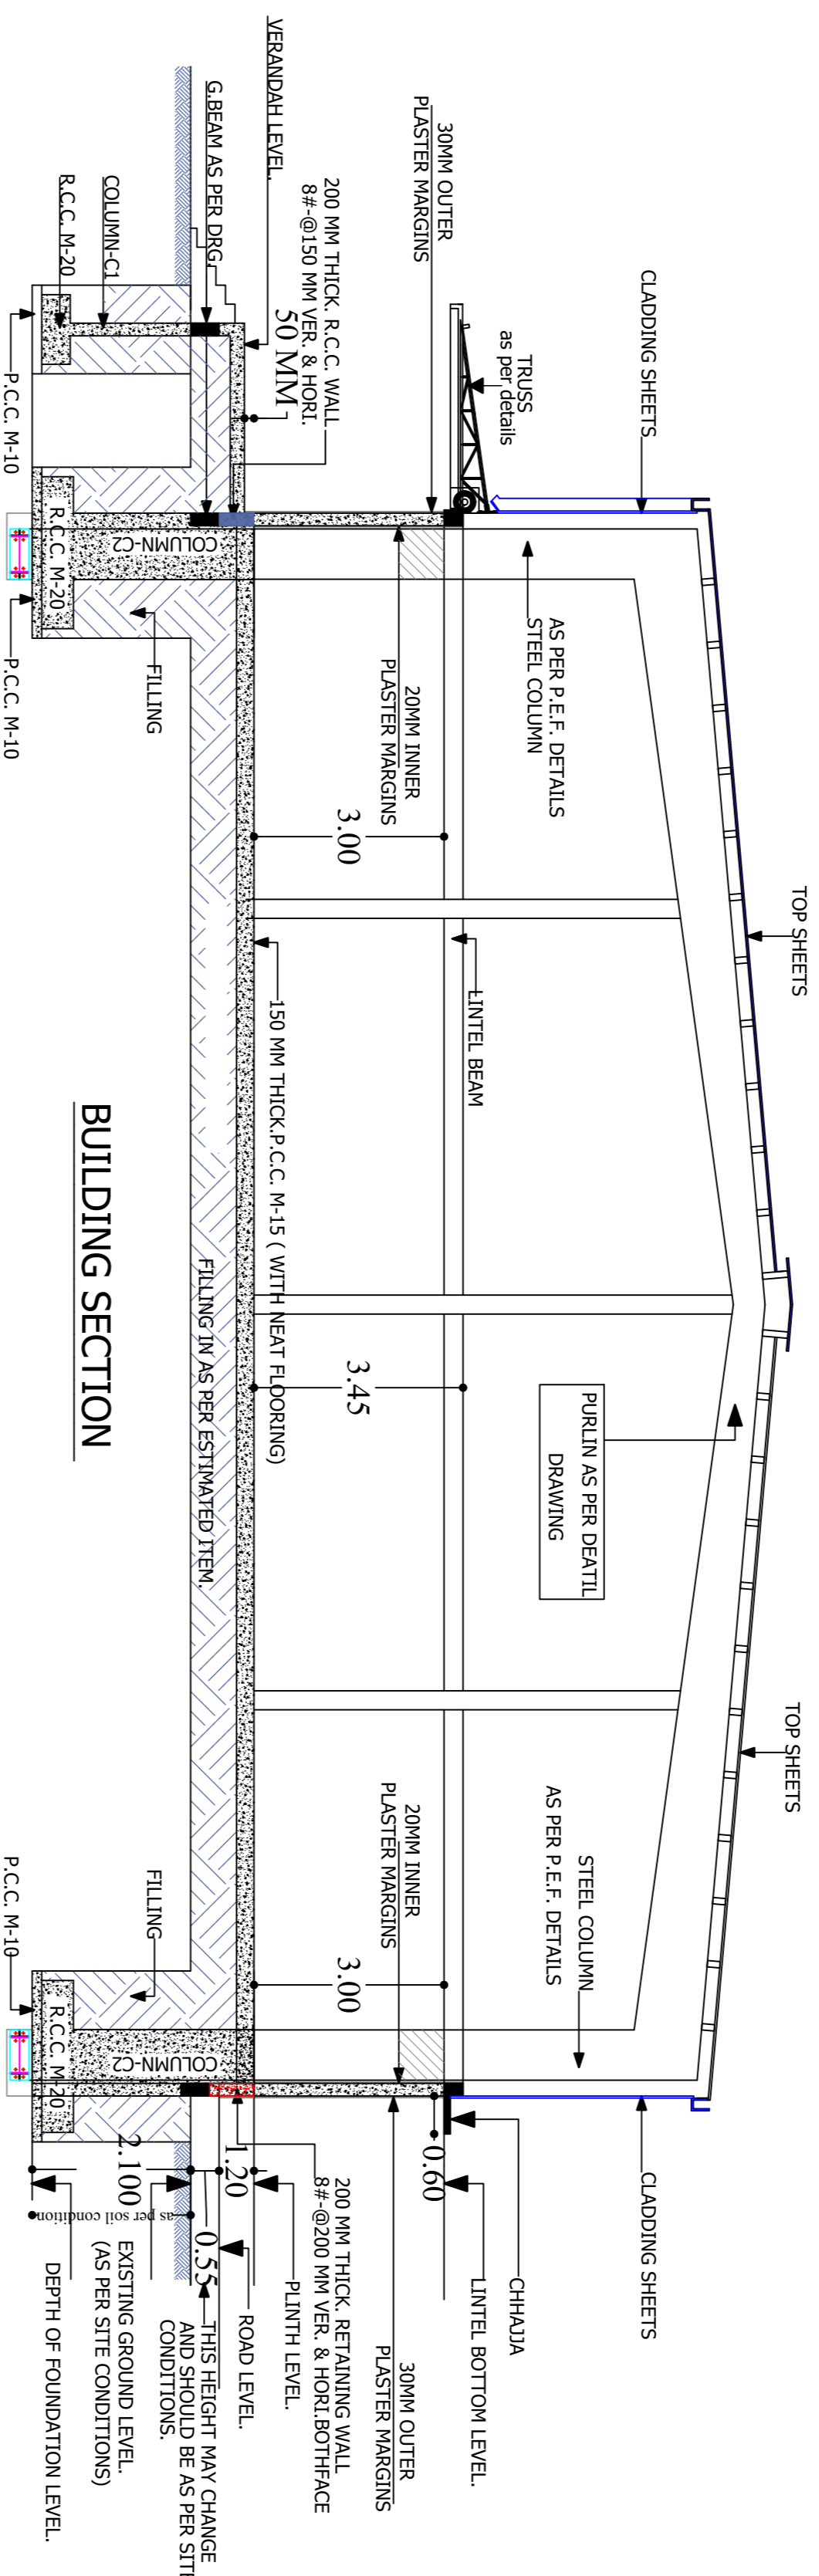 VERANDAH LEVEL.
G.BEAM AS PER DRG.
COLUMN-C1
R.C.C. M-20
P.C.C. M-10
200 MM THICK. R.C.C. WALL
8#-@150 MM VER. & HORI.
50 MM
30MM OUTER
PLASTER MARGINS
TRUSS
as per details
CLADDING SHEETS
AS PER P.E.F. DETAILS
STEEL COLUMN
20MM INNER
PLASTER MARGINS
COLUMN-C2
R.C.C. M-20
FILLING
P.C.C. M-10
3.00
TOP SHEETS
LINTEL BEAM
150 MM THICK.P.C.C. M-15 ( WITH NEAT FLOORING)
FILLING IN AS PER ESTIMATED ITEM.
3.45
PURLIN AS PER DEATIL
DRAWING
BUILDING SECTION
TOP SHEETS
STEEL COLUMN
AS PER P.E.F. DETAILS
20MM INNER
PLASTER MARGINS
3.00
FILLING
P.C.C. M-10
COLUMN-C2
R.C.C. M-20
CLADDING SHEETS
0.60
CHHAJJA
LINTEL BOTTOM LEVEL.
30MM OUTER
PLASTER MARGINS
200 MM THICK. RETAINING WALL
8#-@200 MM VER. & HORI.BOTHFACE
1.20
PLINTH LEVEL.
ROAD LEVEL.
0.55
THIS HEIGHT MAY CHANGE
AND SHOULD BE AS PER SITE
CONDITIONS.
2.100
as per soil condition
EXISTING GROUND LEVEL.
(AS PER SITE CONDITIONS)
DEPTH OF FOUNDATION LEVEL.